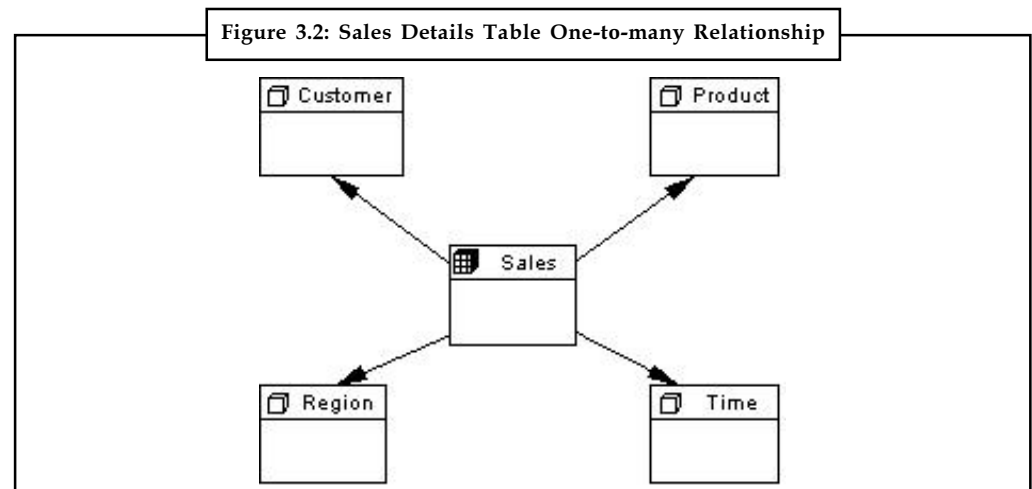 Figure 3.2: Sales Details Table One-to-many Relationship
Customer
Product
Sales
Region
Time